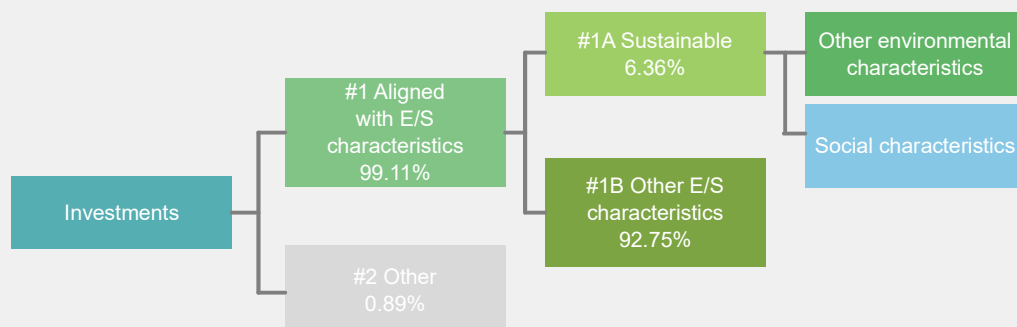 Investments
#1 Aligned
with E/S
characteristics
99.11%
#2 Other
0.89%
#1A Sustainable
6.36%
#1B Other E/S
characteristics
92.75%
Other environmental
characteristics
Social characteristics